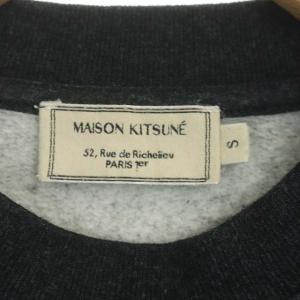 MAISON KITSUNÉ
52, Rue de Richelieu
PARIS 1er
S